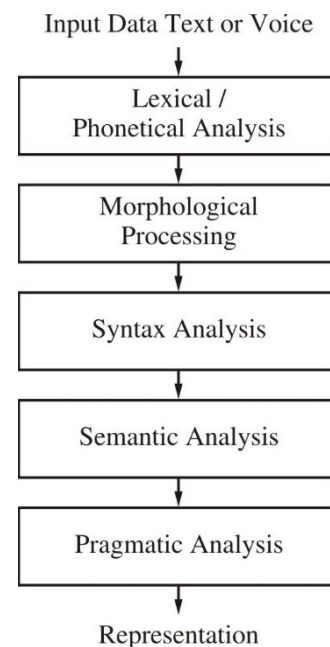 Input Data Text or Voice
Lexical /
Phonetical Analysis
Morphological
Processing
Syntax Analysis
Semantic Analysis
Pragmatic Analysis
Representation